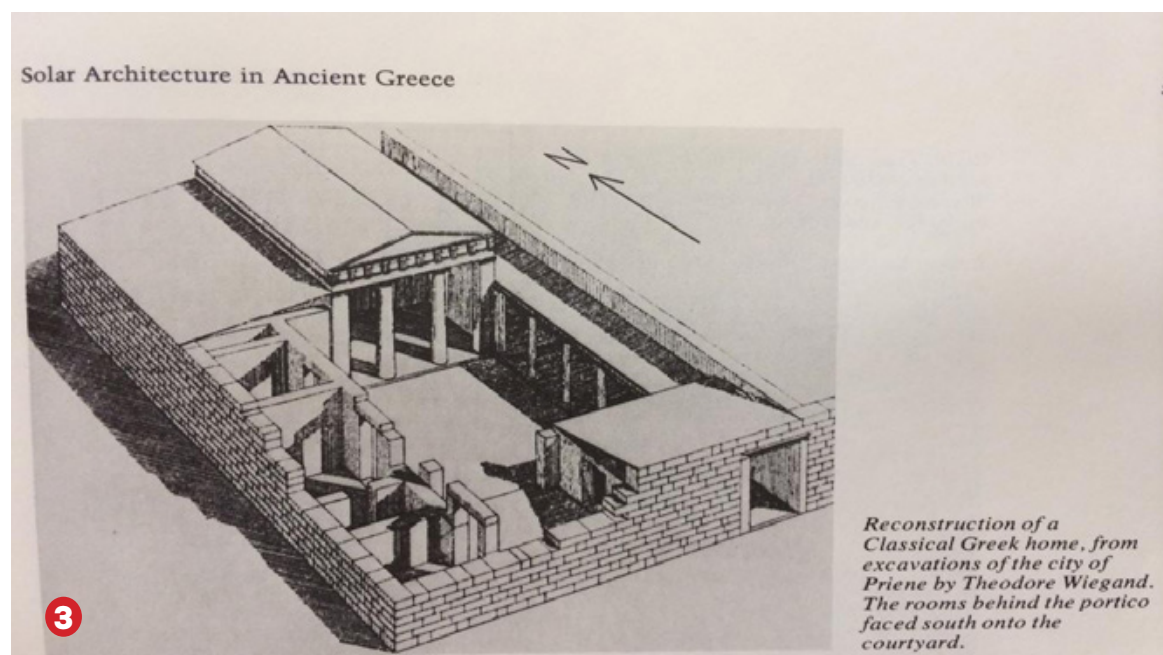 Solar Architecture in Ancient Greece
N
Reconstruction of a
Classical Greek home, from
excavations of the city of
Priene by Theodore Wiegand.
The rooms behind the portico
faced south onto the
courtyard.
3